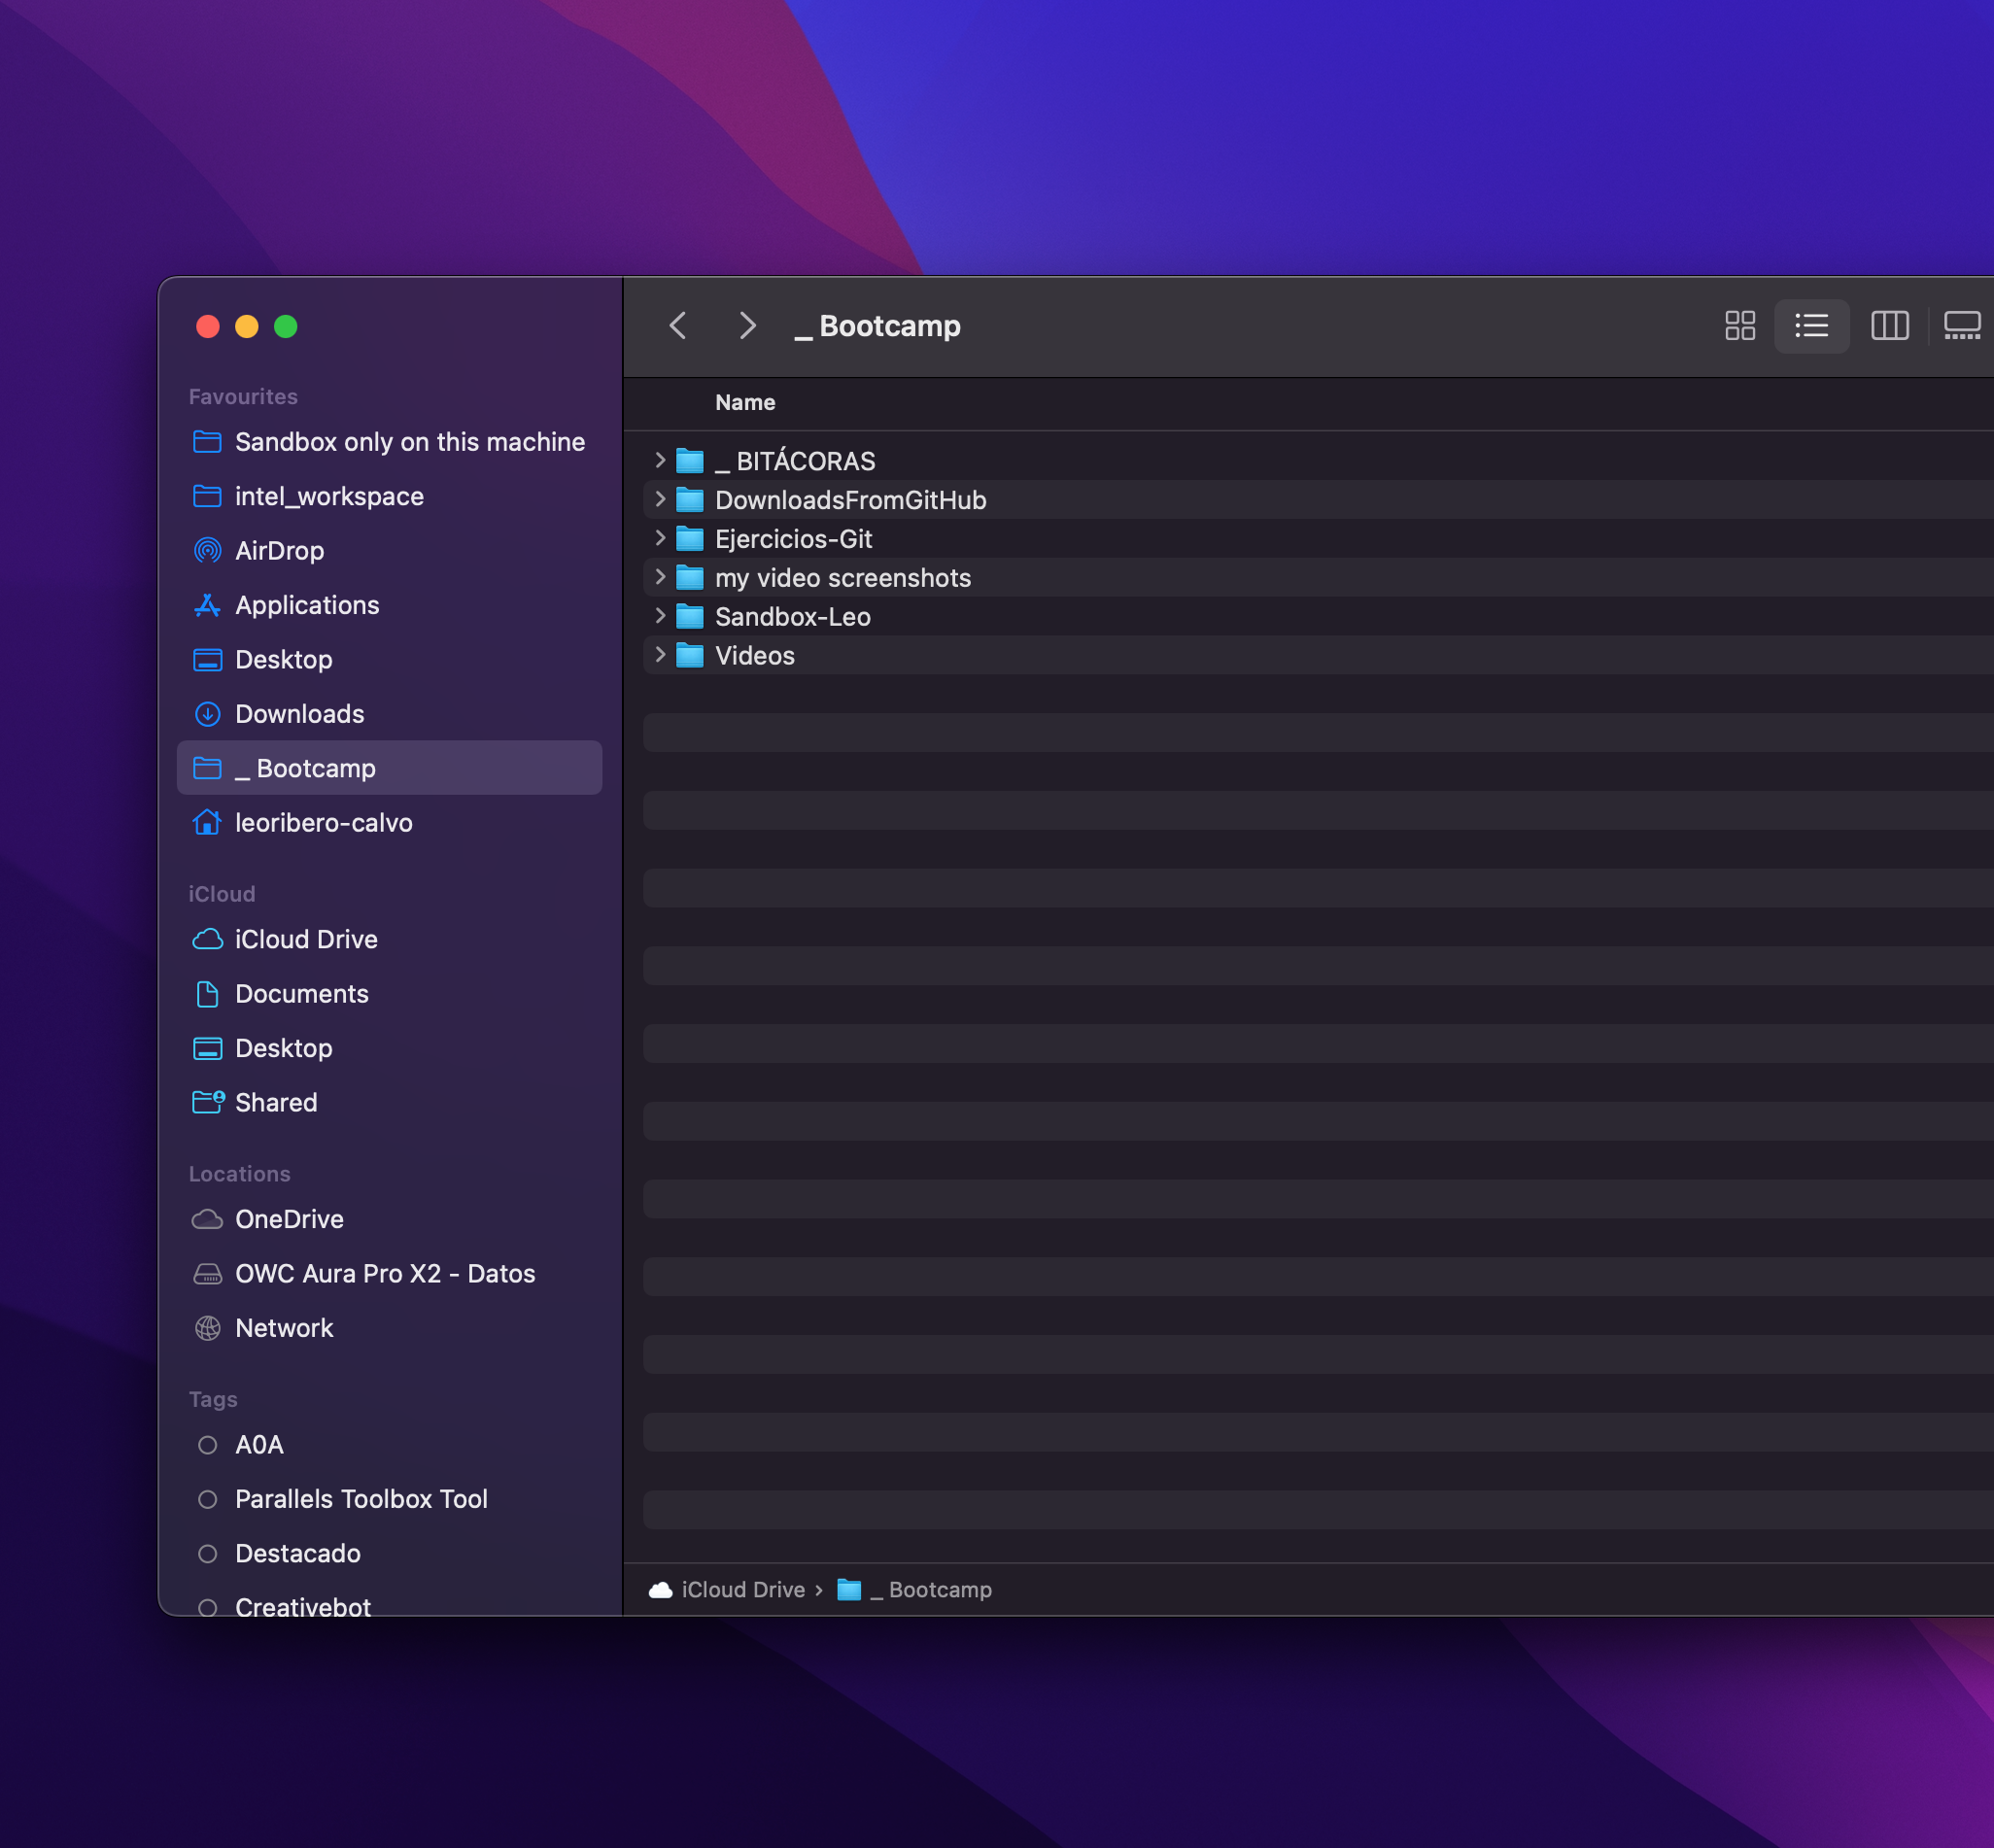 _ Bootcamp
Favourites
Sandbox only on this machine
intel_workspace
AirDrop
Applications
Desktop
Downloads
_ Bootcamp
leoribero-calvo
iCloud
iCloud Drive
Documents
Desktop
Shared
Locations
OneDrive
OWC Aura Pro X2 - Datos
Network
Tags
A0A
Parallels Toolbox Tool
Destacado
Creativebot
Name
_ BITÁCORAS
DownloadsFromGitHub
Ejercicios-Git
my video screenshots
Sandbox-Leo
Videos
iCloud Drive › _ Bootcamp